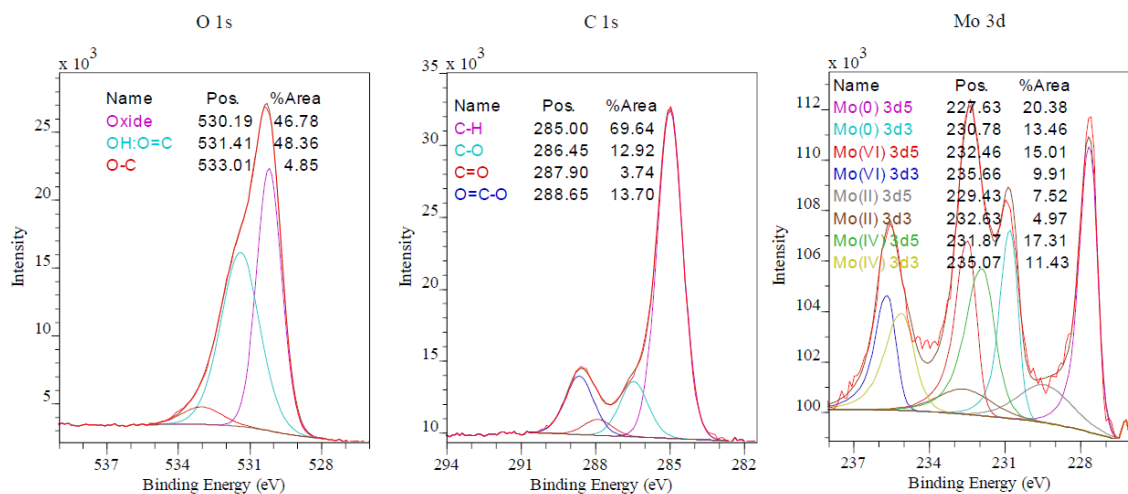 O 1s
x 10^3
Name Pos. %Area
Oxide 530.19 46.78
OH:O=C 531.41 48.36
O-C 533.01 4.85
25
20
15
10
5
Intensity
537 534 531 528
Binding Energy (eV)
C 1s
x 10^3
Name Pos. %Area
C-H 285.00 69.64
C-O 286.45 12.92
C=O 287.90 3.74
O=C-O 288.65 13.70
35
30
25
20
15
10
Intensity
294 291 288 285 282
Binding Energy (eV)
Mo 3d
x 10^3
Name Pos. %Area
Mo(0) 3d5 227.63 20.38
Mo(0) 3d3 230.78 13.46
Mo(VI) 3d5 232.46 15.01
Mo(VI) 3d3 235.66 9.91
Mo(II) 3d5 229.43 7.52
Mo(II) 3d3 232.63 4.97
Mo(IV) 3d5 231.87 17.31
Mo(IV) 3d3 235.07 11.43
112
110
108
106
104
102
100
Intensity
237 234 231 228
Binding Energy (eV)